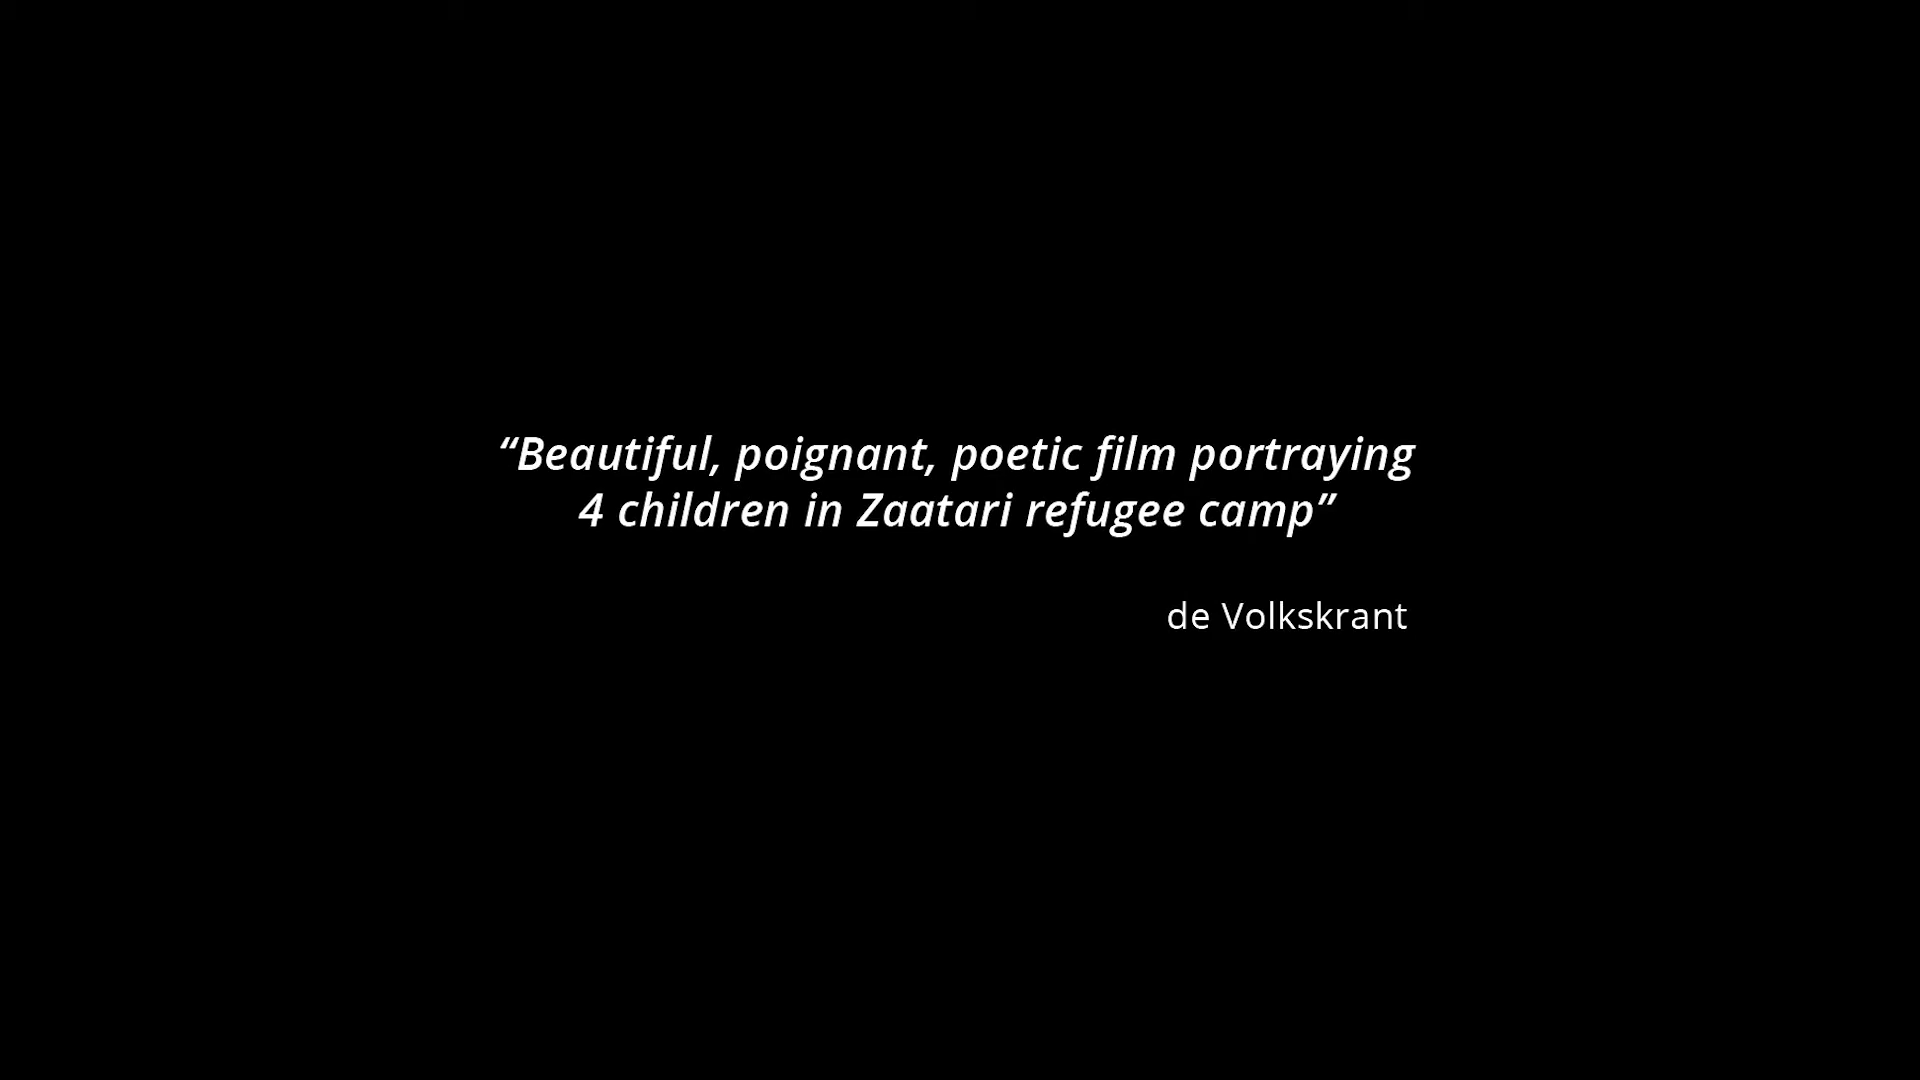 “Beautiful, poignant, poetic film portraying
4 children in Zaatari refugee camp”
de Volkskrant